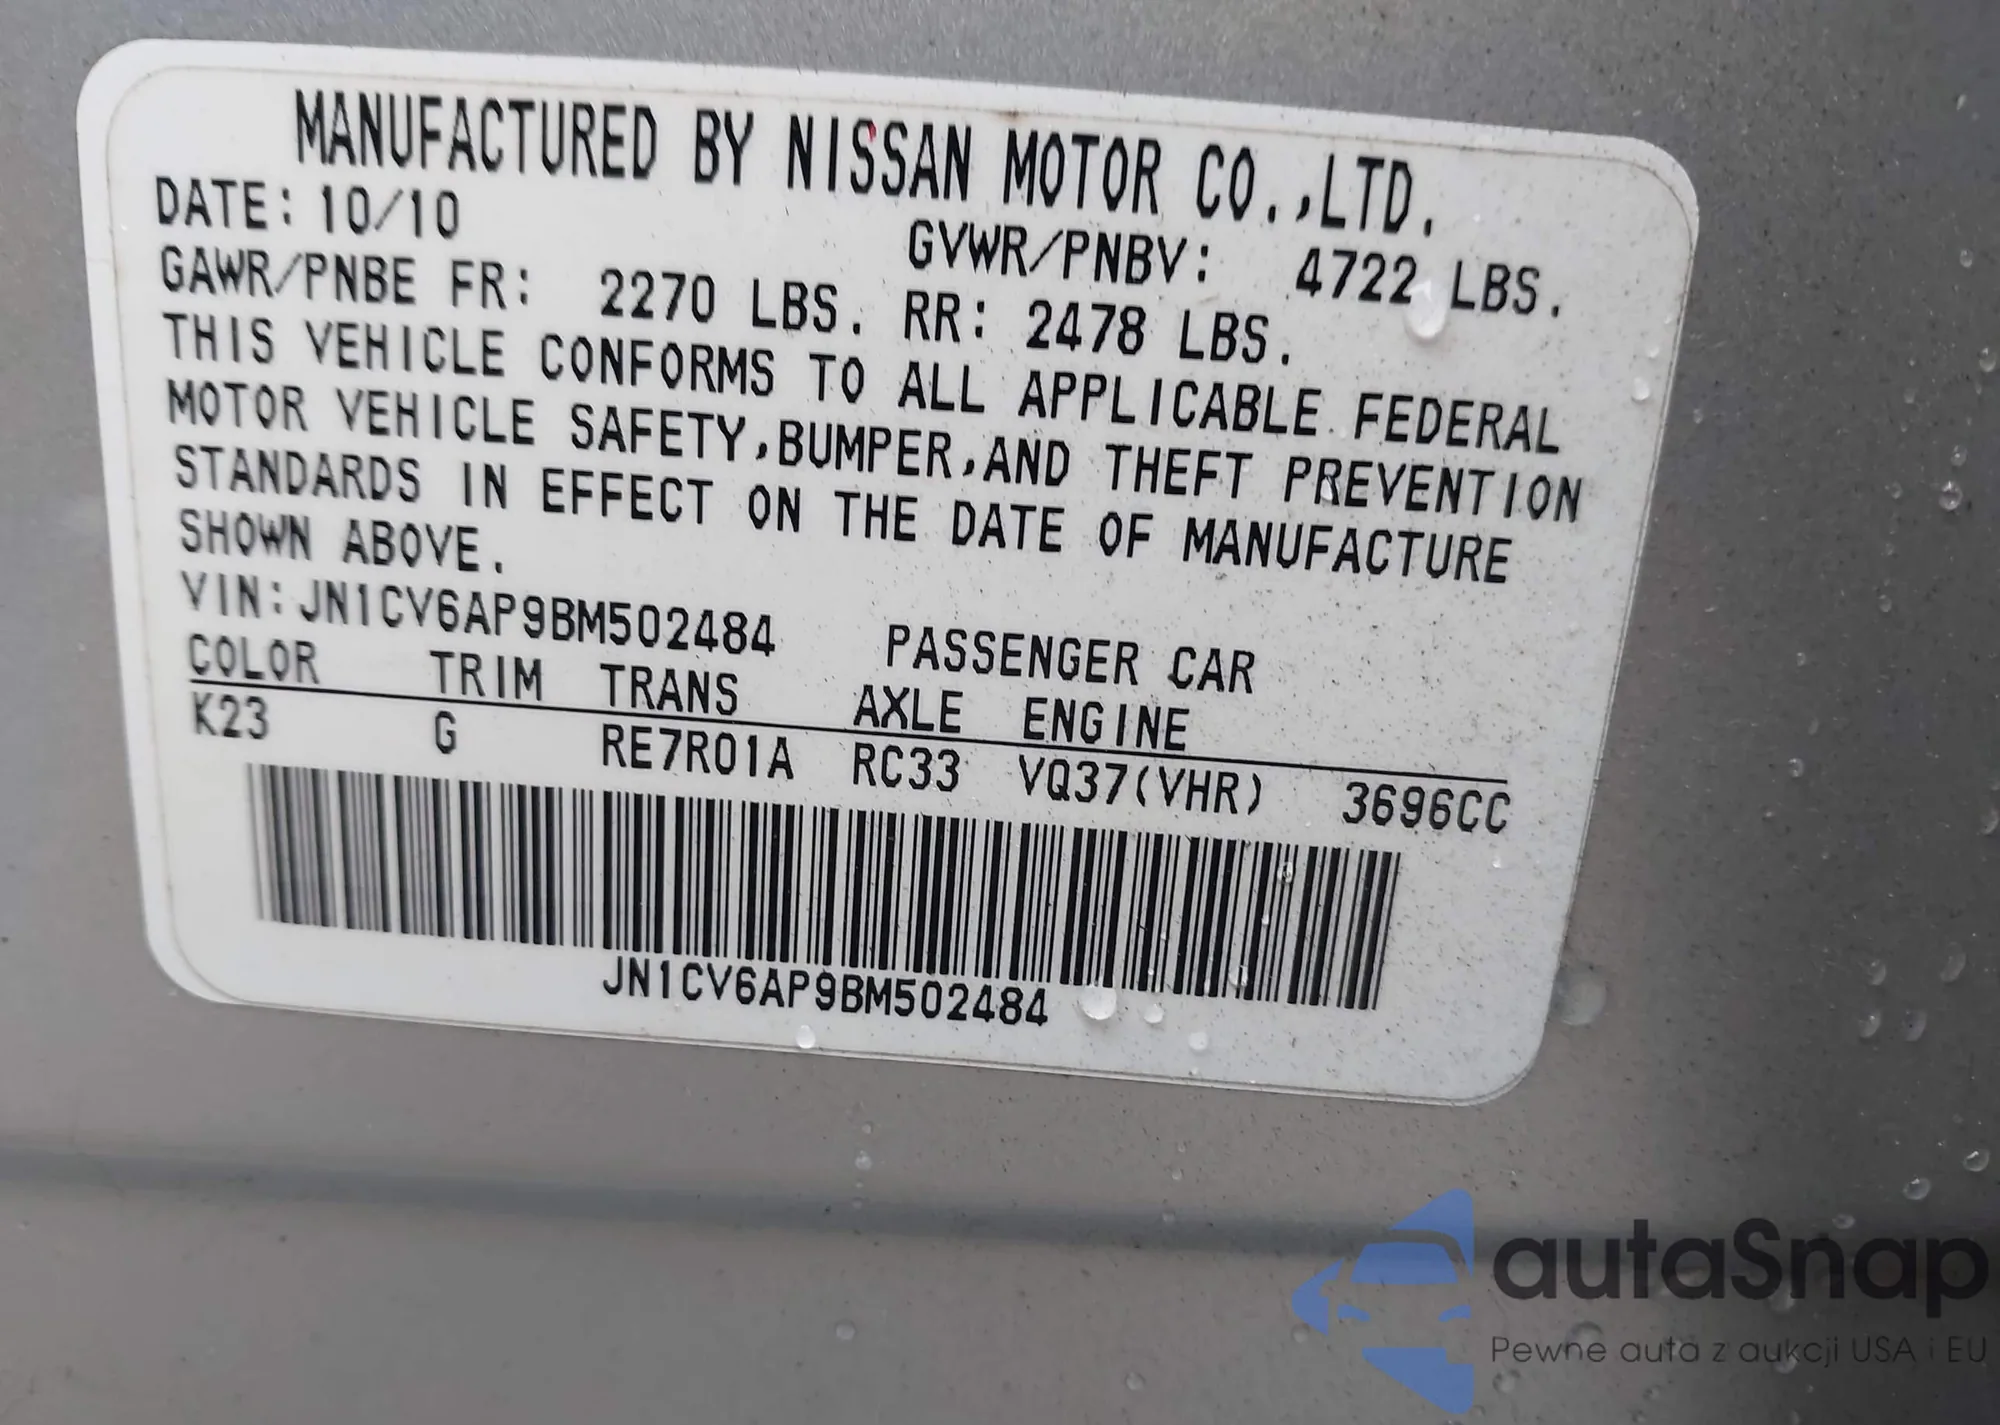 MANUFACTURED BY NISSAN MOTOR CO.,LTD.
DATE: 10/10 GVWR/PNBV: 4722 LBS.
GAWR/PNBE FR: 2270 LBS. RR: 2478 LBS.
THIS VEHICLE CONFORMS TO ALL APPLICABLE FEDERAL
MOTOR VEHICLE SAFETY,BUMPER,AND THEFT PREVENTION
STANDARDS IN EFFECT ON THE DATE OF MANUFACTURE
SHOWN ABOVE.
VIN:JN1CV6AP9BM502484 PASSENGER CAR
COLOR TRIM TRANS AXLE ENGINE
K23 G RE7R01A RC33 VQ37(VHR) 3696CC
JN1CV6AP9BM502484
autaSnap
Pewne auta z aukcji USA i EU